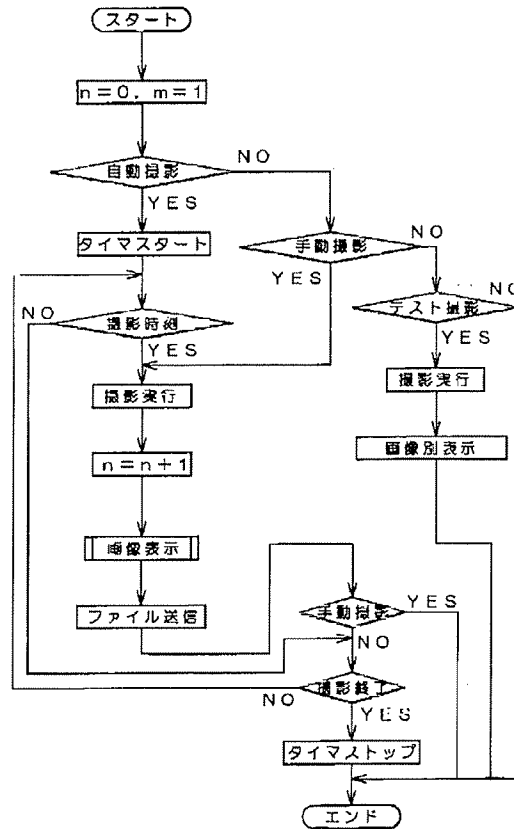 スタート
n=0, m=1
自動撮影
NO
YES
タイマスタート
手動撮影
NO
YES
NO
撮影時刻
YES
テスト撮影
NO
YES
撮影実行
撮影実行
n=n+1
画像別表示
画像表示
ファイル送信
手動撮影
YES
NO
撮影終了
NO
YES
タイマストップ
エンド